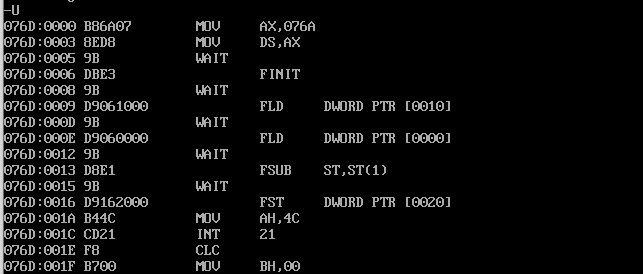 -U
076D:0000 B86A07 MOV AX,076A
076D:0003 8ED8 MOV DS,AX
076D:0005 9B WAIT
076D:0006 DBE3 FINIT
076D:0008 9B WAIT
076D:0009 D9061000 FLD DWORD PTR [0010]
076D:000D 9B WAIT
076D:000E D9060000 FLD DWORD PTR [0000]
076D:0012 9B WAIT
076D:0013 D8E1 FSUB ST,ST(1)
076D:0015 9B WAIT
076D:0016 D9162000 FST DWORD PTR [0020]
076D:001A B44C MOV AH,4C
076D:001C CD21 INT 21
076D:001E F8 CLC
076D:001F B700 MOV BH,00